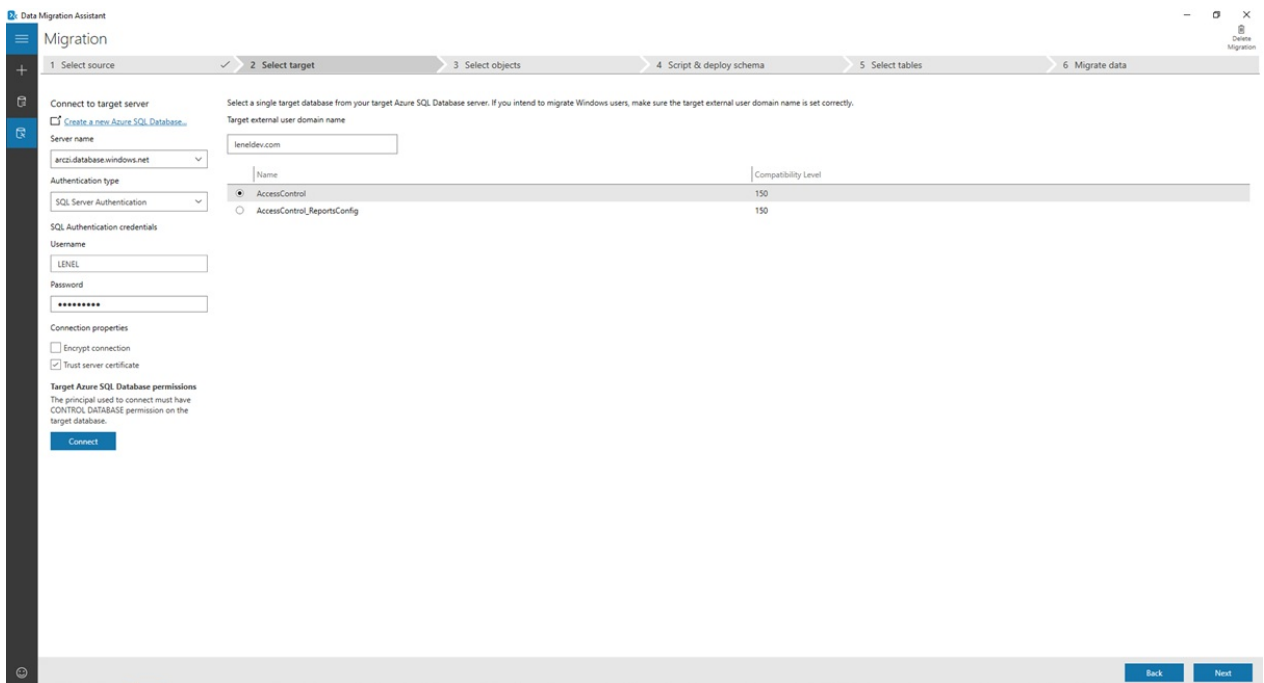 Data Migration Assistant
Migration
Delete
Migration
1 Select source
2 Select target
3 Select objects
4 Script & deploy schema
5 Select tables
6 Migrate data
Connect to target server
Create a new Azure SQL Database...
Server name
arczi.database.windows.net
Authentication type
SQL Server Authentication
SQL Authentication credentials
Username
LENEL
Password
•••••••••
Connection properties
Encrypt connection
Trust server certificate
Target Azure SQL Database permissions
The principal used to connect must have
CONTROL DATABASE permission on the
target database.
Connect
Select a single target database from your target Azure SQL Database server. If you intend to migrate Windows users, make sure the target external user domain name is set correctly.
Target external user domain name
leneldev.com
Name Compatibility Level
AccessControl 150
AccessControl_ReportsConfig 150
Back
Next